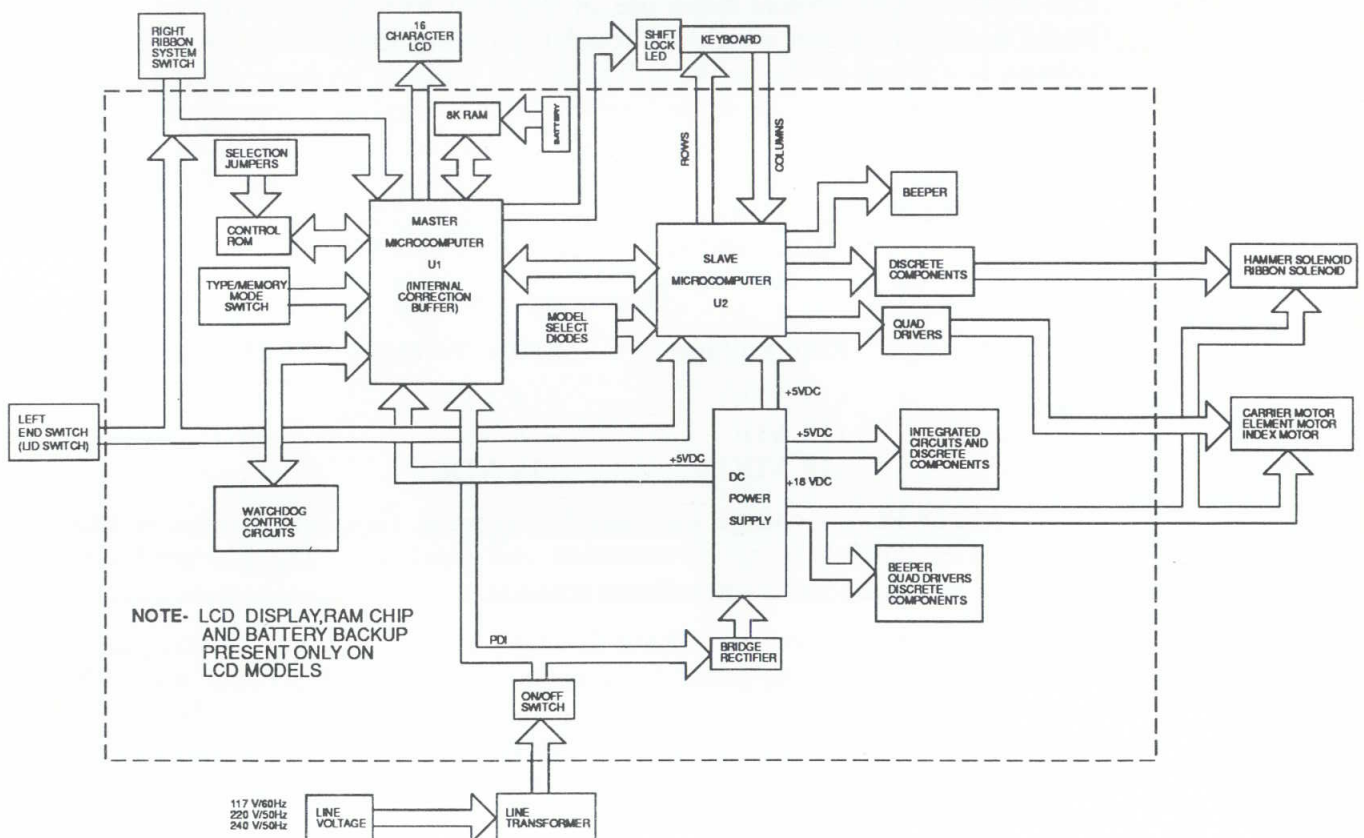 RIGHT
RIBBON
SYSTEM
SWITCH
16
CHARACTER
LCD
SHIFT
LOCK
LED
KEYBOARD
8K RAM
BATTERY
ROWS
COLUMNS
SELECTION
JUMPERS
CONTROL
ROM
TYPE/MEMORY
MODE
SWITCH
MASTER
MICROCOMPUTER
U1
(INTERNAL
CORRECTION
BUFFER)
SLAVE
MICROCOMPUTER
U2
MODEL
SELECT
DIODES
BEEPER
DISCRETE
COMPONENTS
QUAD
DRIVERS
HAMMER SOLENOID
RIBBON SOLENOID
CARRIER MOTOR
ELEMENT MOTOR
INDEX MOTOR
LEFT
END SWITCH
(LID SWITCH)
WATCHDOG
CONTROL
CIRCUITS
+5VDC
+5VDC
+5VDC
+18 VDC
DC
POWER
SUPPLY
INTEGRATED
CIRCUITS AND
DISCRETE
COMPONENTS
BEEPER
QUAD DRIVERS
DISCRETE
COMPONENTS
NOTE- LCD DISPLAY,RAM CHIP
AND BATTERY BACKUP
PRESENT ONLY ON
LCD MODELS
PDI
BRIDGE
RECTIFIER
ON/OFF
SWITCH
117 V/60Hz
220 V/50Hz
240 V/50Hz
LINE
VOLTAGE
LINE
TRANSFORMER